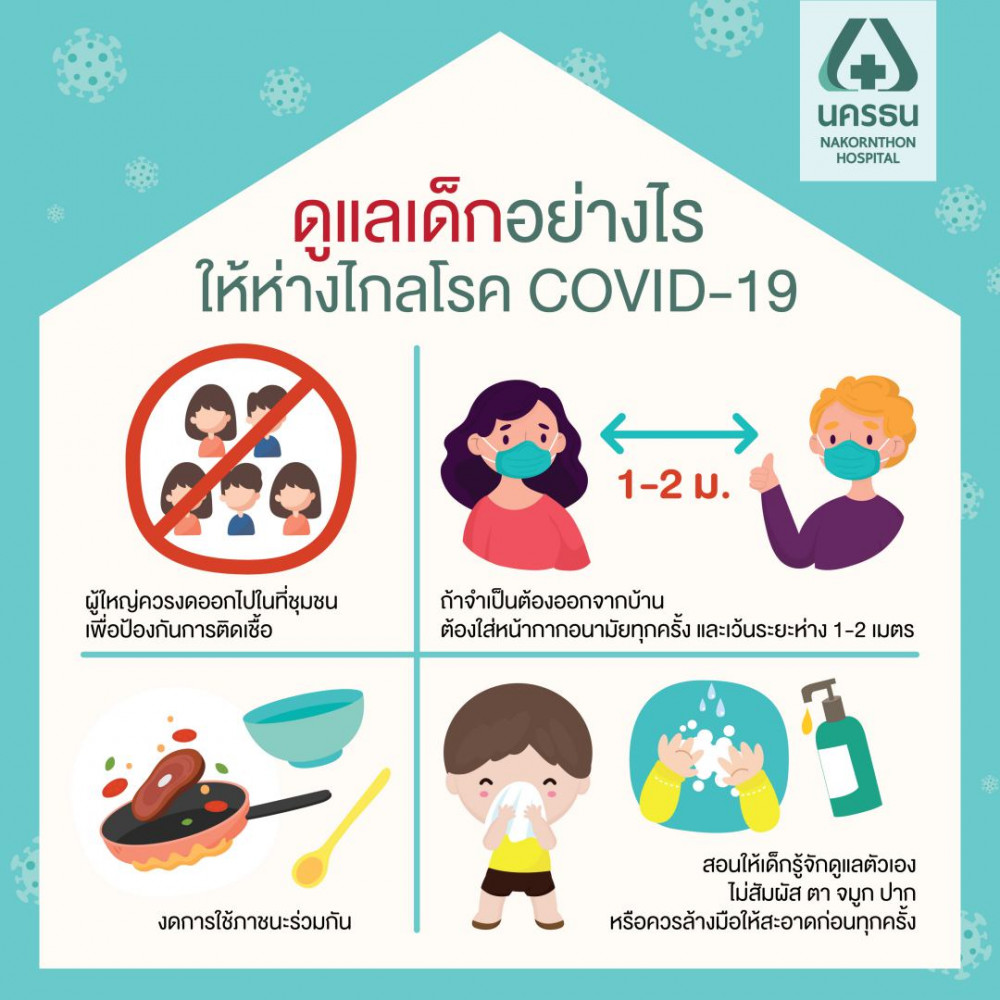 นครธน
NAKORNTHON
HOSPITAL
ดูแลเด็กอย่างไร
ให้ห่างไกลโรค COVID-19
1-2 ม.
ผู้ใหญ่ควรงดออกไปในที่ชุมชน
เพื่อป้องกันการติดเชื้อ
ถ้าจำเป็นต้องออกจากบ้าน
ต้องใส่หน้ากากอนามัยทุกครั้ง และเว้นระยะห่าง 1-2 เมตร
งดการใช้ภาชนะร่วมกัน
สอนให้เด็กรู้จักดูแลตัวเอง
ไม่สัมผัส ตา จมูก ปาก
หรือควรล้างมือให้สะอาดก่อนทุกครั้ง